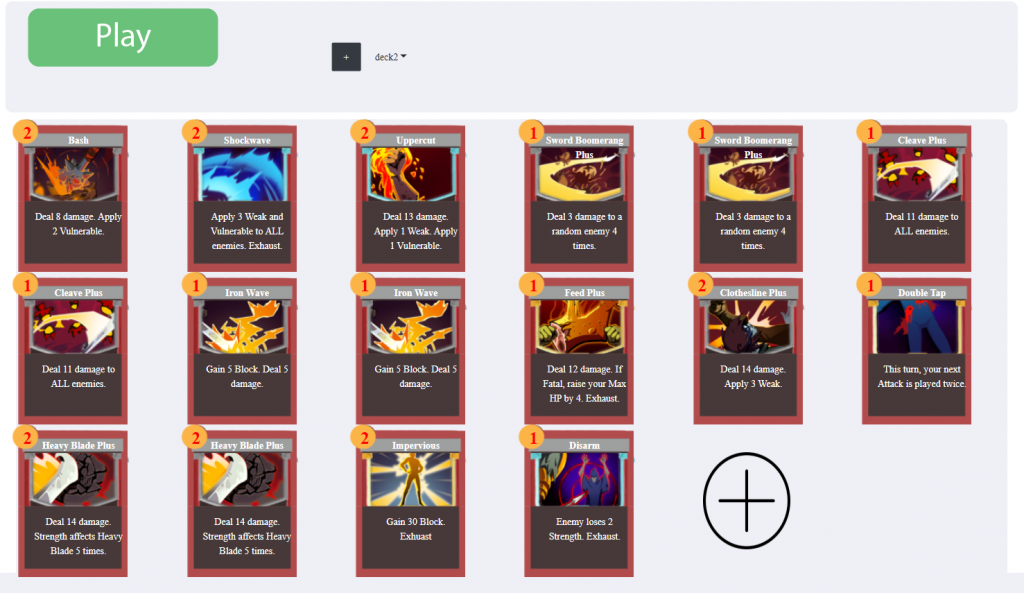 Play
+
deck2
2
Bash
Deal 8 damage. Apply
2 Vulnerable.
2
Shockwave
Apply 3 Weak and
Vulnerable to ALL
enemies. Exhaust.
2
Uppercut
Deal 13 damage.
Apply 1 Weak. Apply
1 Vulnerable.
1
Sword Boomerang
Plus
Deal 3 damage to a
random enemy 4
times.
1
Sword Boomerang
Plus
Deal 3 damage to a
random enemy 4
times.
1
Cleave Plus
Deal 11 damage to
ALL enemies.
1
Cleave Plus
Deal 11 damage to
ALL enemies.
1
Iron Wave
Gain 5 Block. Deal 5
damage.
1
Iron Wave
Gain 5 Block. Deal 5
damage.
1
Feed Plus
Deal 12 damage. If
Fatal, raise your Max
HP by 4. Exhaust.
2
Clothesline Plus
Deal 14 damage.
Apply 3 Weak.
1
Double Tap
This turn, your next
Attack is played twice.
2
Heavy Blade Plus
Deal 14 damage.
Strength affects Heavy
Blade 5 times.
2
Heavy Blade Plus
Deal 14 damage.
Strength affects Heavy
Blade 5 times.
2
Impervious
Gain 30 Block.
Exhuast
1
Disarm
Enemy loses 2
Strength. Exhaust.